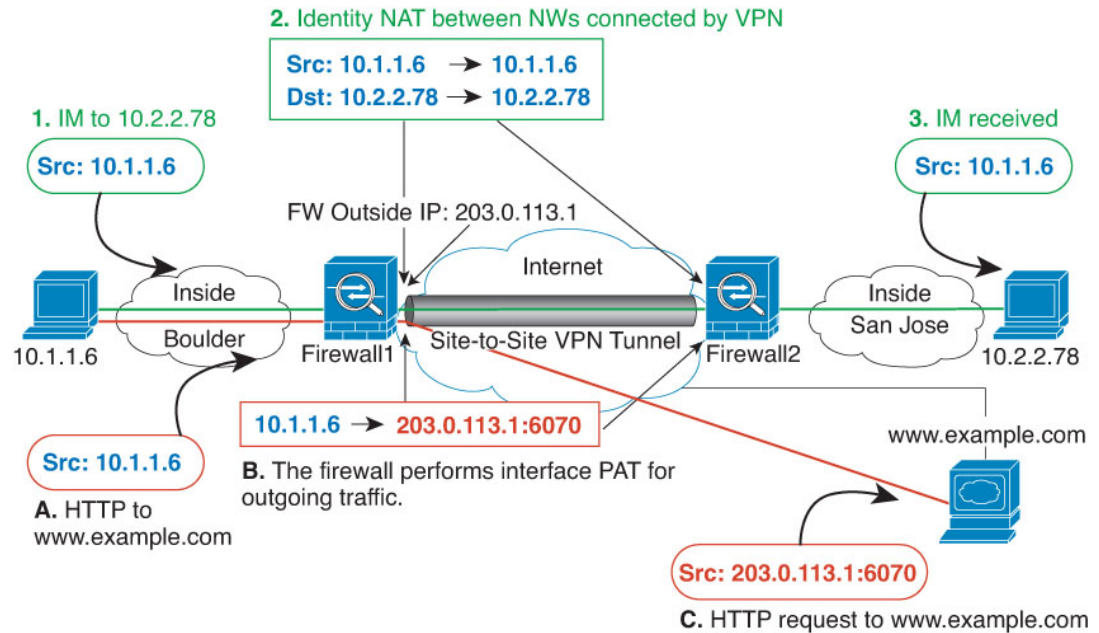 2. Identity NAT between NWs connected by VPN
Src: 10.1.1.6 → 10.1.1.6
Dst: 10.2.2.78 → 10.2.2.78
1. IM to 10.2.2.78
Src: 10.1.1.6
3. IM received
Src: 10.1.1.6
FW Outside IP: 203.0.113.1
Internet
Inside
Boulder
Inside
San Jose
10.1.1.6
Firewall1
Site-to-Site VPN Tunnel
Firewall2
10.2.2.78
10.1.1.6 → 203.0.113.1:6070
www.example.com
Src: 10.1.1.6
B. The firewall performs interface PAT for
outgoing traffic.
A. HTTP to
www.example.com
Src: 203.0.113.1:6070
C. HTTP request to www.example.com